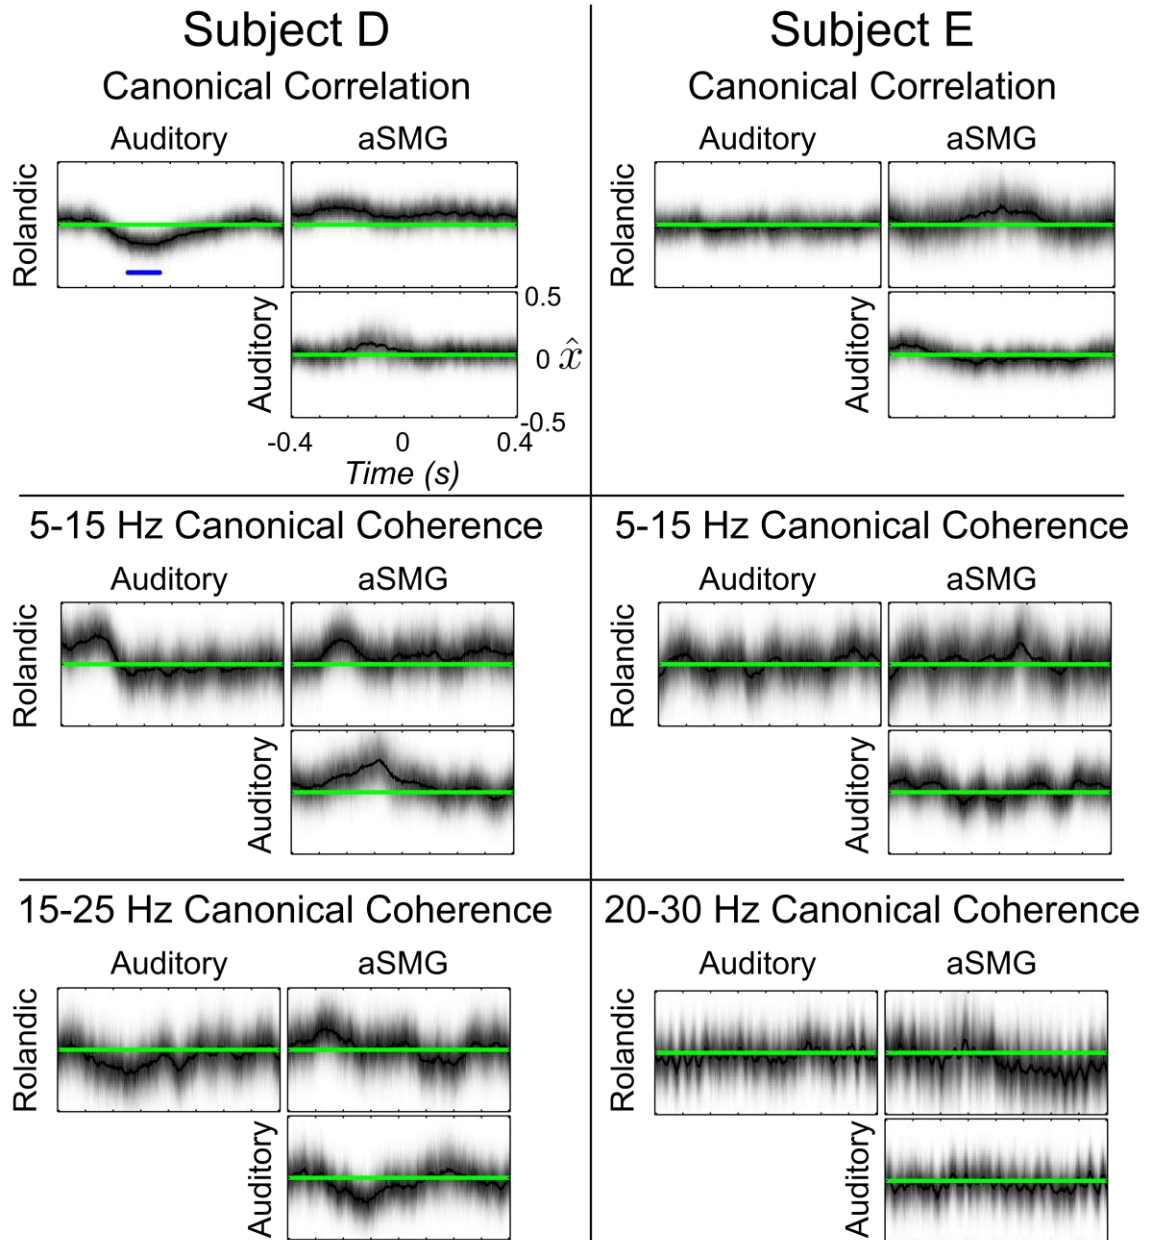 Subject D
Subject E
Canonical Correlation
Canonical Correlation
Auditory aSMG
Auditory aSMG
Rolandic
Rolandic
Auditory
0.5
0 x̂
-0.5
Auditory
-0.4 0 0.4
Time (s)
5-15 Hz Canonical Coherence
5-15 Hz Canonical Coherence
Auditory aSMG
Auditory aSMG
Rolandic
Rolandic
Auditory
Auditory
15-25 Hz Canonical Coherence
20-30 Hz Canonical Coherence
Auditory aSMG
Auditory aSMG
Rolandic
Rolandic
Auditory
Auditory